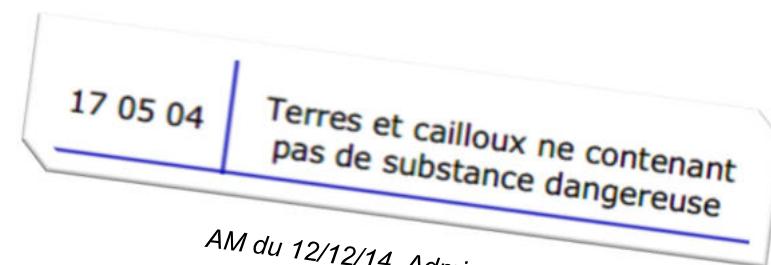 17 05 04
Terres et cailloux ne contenant
pas de substance dangereuse
AM du 12/12/14